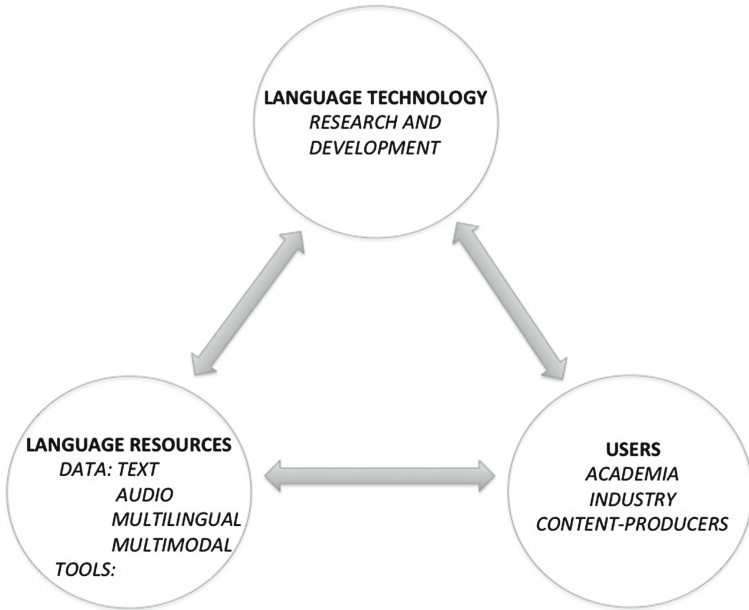 LANGUAGE TECHNOLOGY
RESEARCH AND
DEVELOPMENT
LANGUAGE RESOURCES
DATA: TEXT
AUDIO
MULTILINGUAL
MULTIMODAL
TOOLS:
USERS
ACADEMIA
INDUSTRY
CONTENT-PRODUCERS